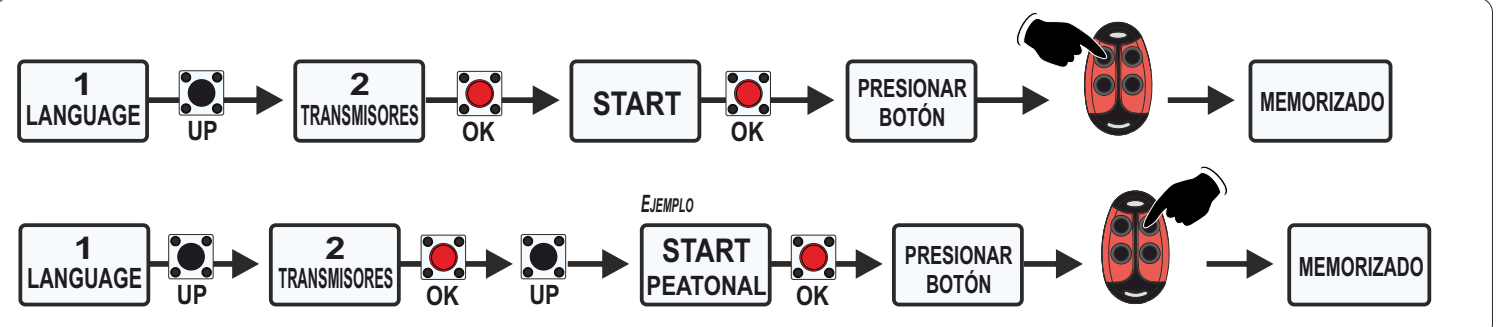 1
LANGUAGE
UP
2
TRANSMISORES
OK
START
OK
PRESIONAR
BOTÓN
MEMORIZADO
1
LANGUAGE
UP
2
TRANSMISORES
OK
UP
EJEMPLO
START
PEATONAL
OK
PRESIONAR
BOTÓN
MEMORIZADO